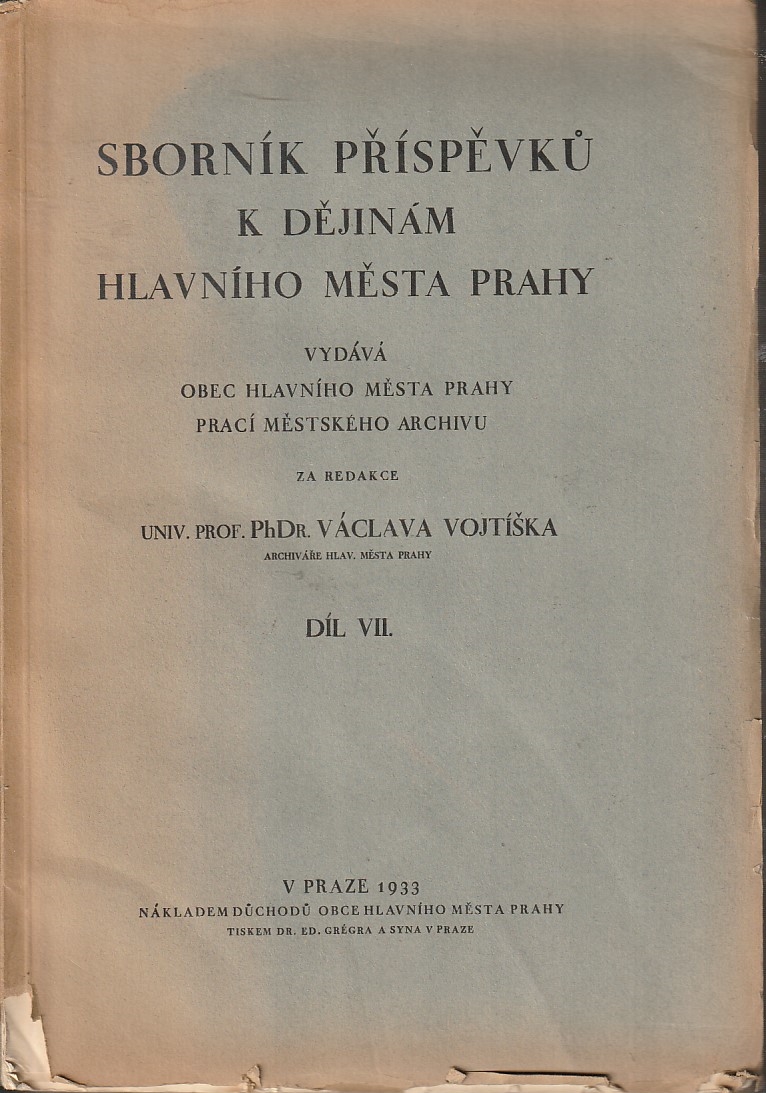 SBORNÍK PŘÍSPĚVKŮ
K DĚJINÁM
HLAVNÍHO MĚSTA PRAHY
VYDÁVÁ
OBEC HLAVNÍHO MĚSTA PRAHY
PRACÍ MĚSTSKÉHO ARCHIVU
ZA REDAKCE
UNIV. PROF. PhDR. VÁCLAVA VOJTÍŠKA
ARCHIVÁŘE HLAV. MĚSTA PRAHY
DÍL VII.
V PRAZE 1933
NÁKLADEM DŮCHODŮ OBCE HLAVNÍHO MĚSTA PRAHY
TISKEM DR. ED. GRÉGRA A SYNA V PRAZE